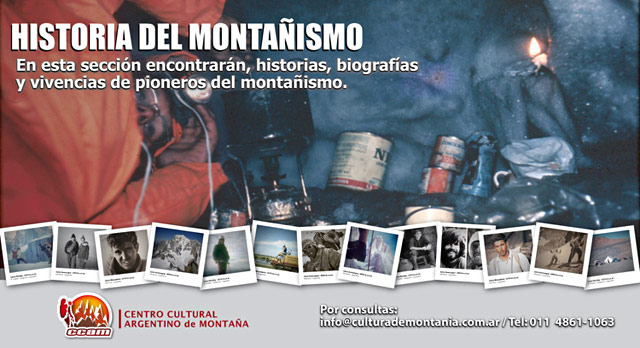 HISTORIA DEL MONTAÑISMO
En esta sección encontrarán, historias, biografías
y vivencias de pioneros del montañismo.
ccam
CENTRO CULTURAL
ARGENTINO de MONTAÑA
Por consultas:
info@culturademontania.com.ar / Tel: 011 4861-1063